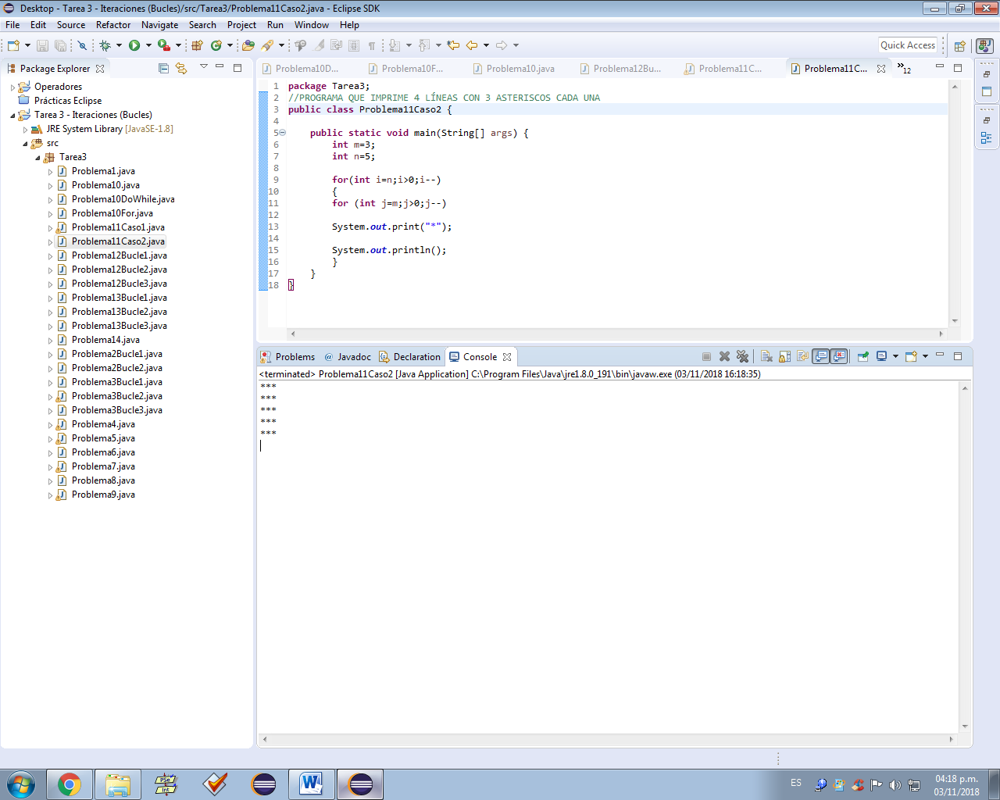 Desktop - Tarea 3 - Iteraciones (Bucles)/src/Tarea3/Problema11Caso2.java - Eclipse SDK
File Edit Source Refactor Navigate Search Project Run Window Help
Quick Access
Package Explorer
Operadores
Prácticas Eclipse
Tarea 3 - Iteraciones (Bucles)
JRE System Library [JavaSE-1.8]
src
Tarea3
Problema1.java
Problema10.java
Problema10DoWhile.java
Problema10For.java
Problema11Caso1.java
Problema11Caso2.java
Problema12Bucle1.java
Problema12Bucle2.java
Problema12Bucle3.java
Problema13Bucle1.java
Problema13Bucle2.java
Problema13Bucle3.java
Problema14.java
Problema2Bucle1.java
Problema2Bucle2.java
Problema3Bucle1.java
Problema3Bucle2.java
Problema3Bucle3.java
Problema4.java
Problema5.java
Problema6.java
Problema7.java
Problema8.java
Problema9.java
Problema10D... Problema10F... Problema10.java Problema12Bu... Problema11C... Problema11C... »12
1 package Tarea3;
2 //PROGRAMA QUE IMPRIME 4 LÍNEAS CON 3 ASTERISCOS CADA UNA
3 public class Problema11Caso2 {
4
5 public static void main(String[] args) {
6 int m=3;
7 int n=5;
8
9 for(int i=n;i>0;i--)
10 {
11 for (int j=m;j>0;j--)
12
13 System.out.print("*");
14
15 System.out.println();
16 }
17 }
18 }
Problems @ Javadoc Declaration Console
<terminated> Problema11Caso2 [Java Application] C:\Program Files\Java\jre1.8.0_191\bin\javaw.exe (03/11/2018 16:18:35)
***
***
***
***
***
PSe
Int
W
ES
04:18 p.m.
03/11/2018